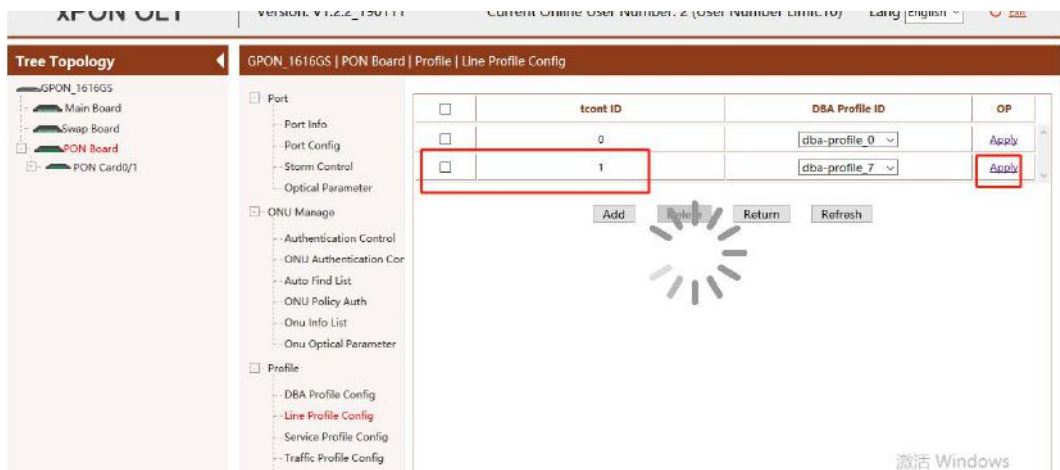 XPON OLT
Version: V1.2.2_190111
Current Online User Number: 2 (User Number Limit:10)
Lang English
Exit
Tree Topology
GPON_1616GS | PON Board | Profile | Line Profile Config
GPON_1616GS
Main Board
Swap Board
PON Board
PON Card0/1
Port
Port Info
Port Config
Storm Control
Optical Parameter
ONU Manage
Authentication Control
ONU Authentication Cor
Auto Find List
ONU Policy Auth
Onu Info List
Onu Optical Parameter
Profile
DBA Profile Config
Line Profile Config
Service Profile Config
Traffic Profile Config
tcont ID DBA Profile ID OP
0 dba-profile_0 Apply
1 dba-profile_7 Apply
Add Delete Return Refresh
激活 Windows